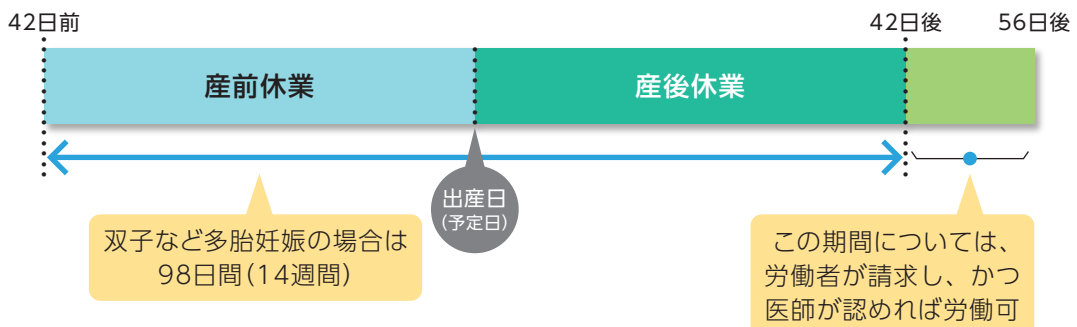 42日前
42日後
56日後
産前休業
産後休業
出産日
(予定日)
双子など多胎妊娠の場合は
98日間(14週間)
この期間については、
労働者が請求し、かつ
医師が認めれば労働可